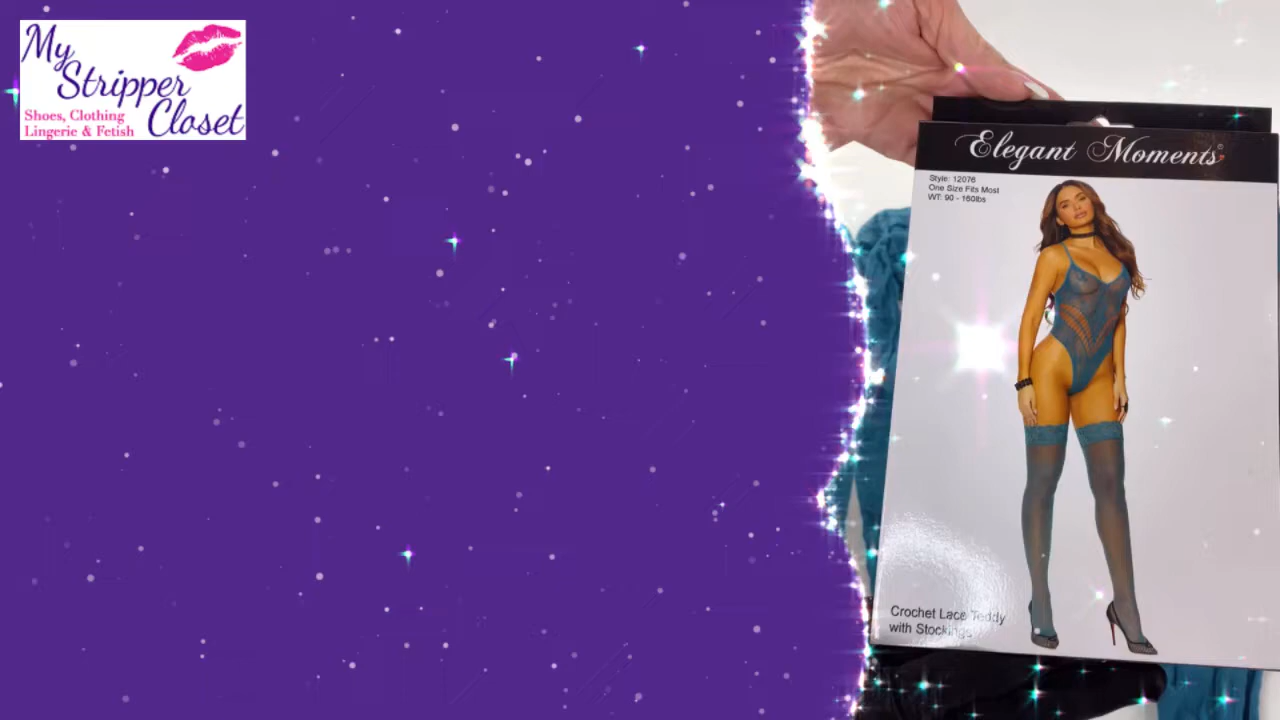 My
Stripper
Closet
Shoes, Clothing
Lingerie & Fetish
Elegant Moments®
Style: 12076
One Size Fits Most
WT: 90 - 160lbs
Crochet Lace Teddy
with Stockings